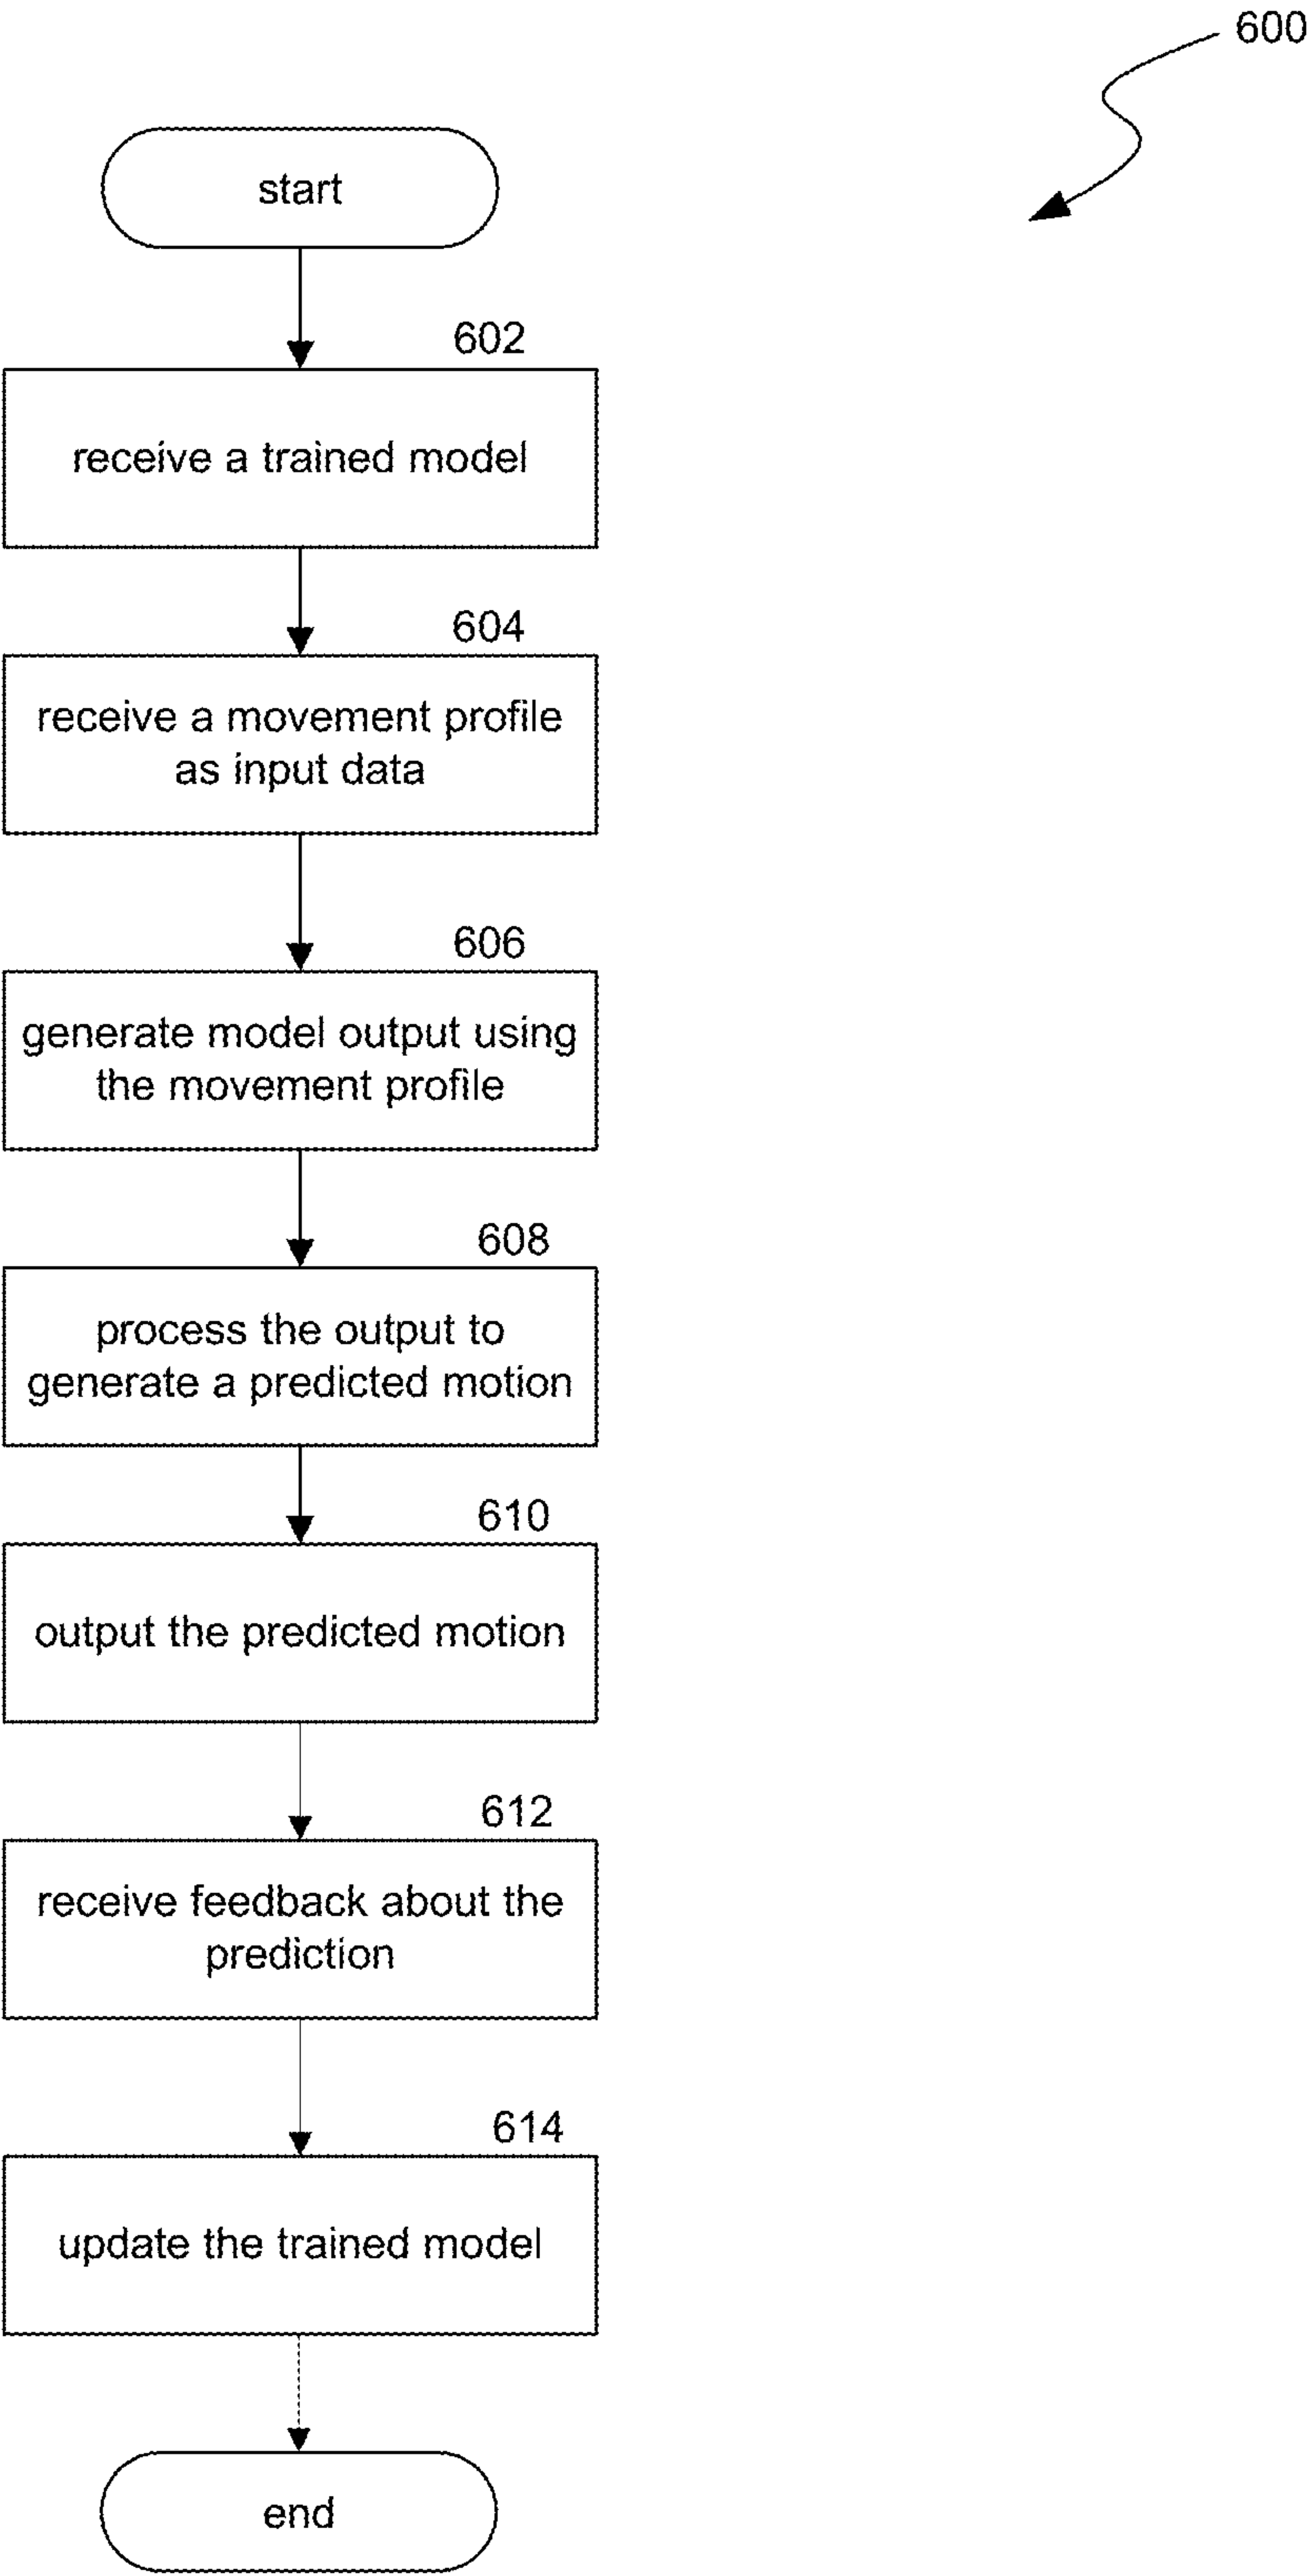 600
start
602
receive a trained model
604
receive a movement profile
as input data
606
generate model output using
the movement profile
608
process the output to
generate a predicted motion
610
output the predicted motion
612
receive feedback about the
prediction
614
update the trained model
end